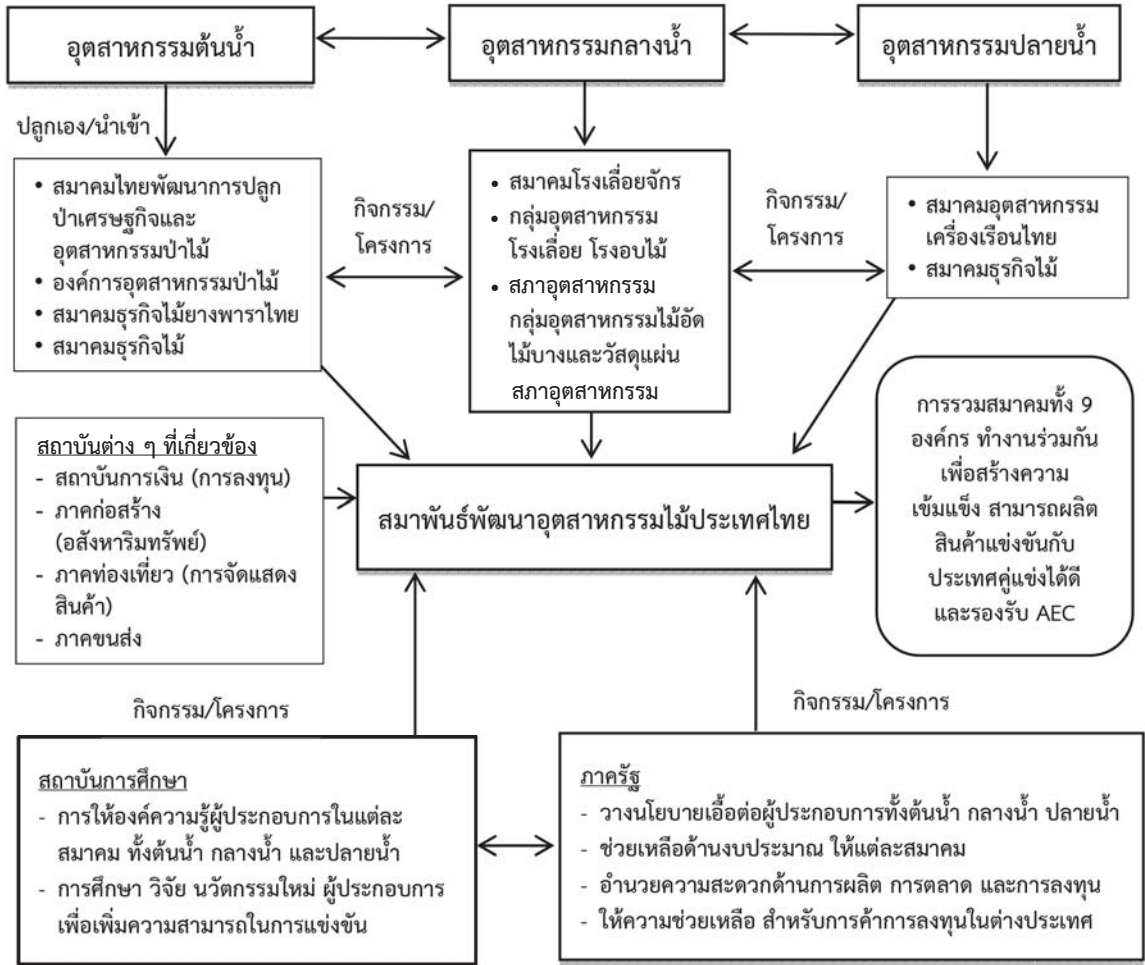 อุตสาหกรรมต้นน้ำ
อุตสาหกรรมกลางน้ำ
อุตสาหกรรมปลายน้ำ
ปลูกเอง/นำเข้า
• สมาคมไทยพัฒนาการปลูก
ป่าเศรษฐกิจและ
อุตสาหกรรมป่าไม้
• องค์การอุตสาหกรรมป่าไม้
• สมาคมธุรกิจไม้ยางพาราไทย
• สมาคมธุรกิจไม้
กิจกรรม/
โครงการ
• สมาคมโรงเลื่อยจักร
• กลุ่มอุตสาหกรรม
โรงเลื่อย โรงอบไม้
• สภาอุตสาหกรรม
กลุ่มอุตสาหกรรมไม้อัด
ไม้บางและวัสดุแผ่น
สภาอุตสาหกรรม
กิจกรรม/
โครงการ
• สมาคมอุตสาหกรรม
เครื่องเรือนไทย
• สมาคมธุรกิจไม้
สถาบันต่าง ๆ ที่เกี่ยวข้อง
- สถาบันการเงิน (การลงทุน)
- ภาคก่อสร้าง
(อสังหาริมทรัพย์)
- ภาคท่องเที่ยว (การจัดแสดง
สินค้า)
- ภาคขนส่ง
สมาพันธ์พัฒนาอุตสาหกรรมไม้ประเทศไทย
การรวมสมาคมทั้ง 9
องค์กร ทำงานร่วมกัน
เพื่อสร้างความ
เข้มแข็ง สามารถผลิต
สินค้าแข่งขันกับ
ประเทศคู่แข่งได้ดี
และรองรับ AEC
กิจกรรม/โครงการ
กิจกรรม/โครงการ
สถาบันการศึกษา
- การให้องค์ความรู้ผู้ประกอบการในแต่ละ
สมาคม ทั้งต้นน้ำ กลางน้ำ และปลายน้ำ
- การศึกษา วิจัย นวัตกรรมใหม่ ผู้ประกอบการ
เพื่อเพิ่มความสามารถในการแข่งขัน
ภาครัฐ
- วางนโยบายเอื้อต่อผู้ประกอบการทั้งต้นน้ำ กลางน้ำ ปลายน้ำ
- ช่วยเหลือด้านงบประมาณ ให้แต่ละสมาคม
- อำนวยความสะดวกด้านการผลิต การตลาด และการลงทุน
- ให้ความช่วยเหลือ สำหรับการค้าการลงทุนในต่างประเทศ